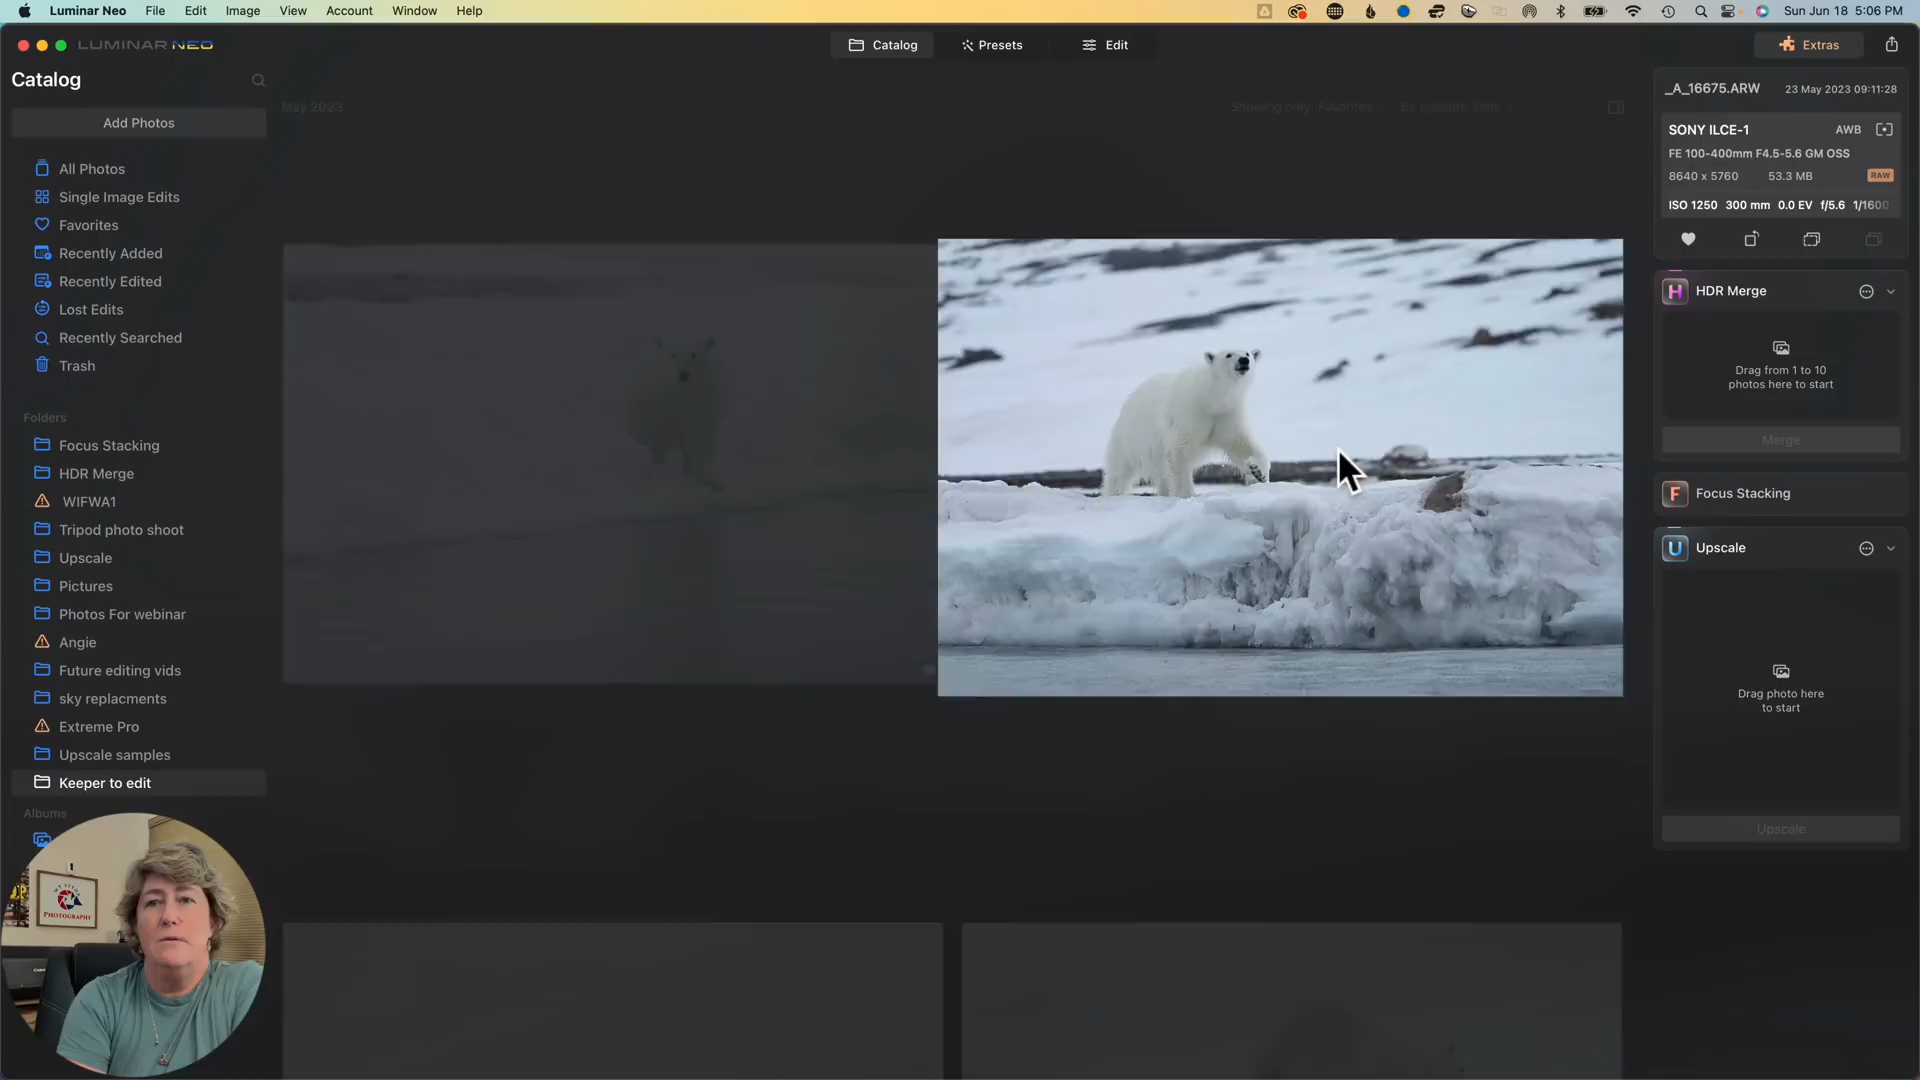 Luminar Neo File Edit Image View Account Window Help
Sun Jun 18 5:06 PM
LUMINAR NEO
Catalog
Presets
Edit
Extras
Catalog
Add Photos
All Photos
Single Image Edits
Favorites
Recently Added
Recently Edited
Lost Edits
Recently Searched
Trash
Folders
Focus Stacking
HDR Merge
WIFWA1
Tripod photo shoot
Upscale
Pictures
Photos For webinar
Angie
Future editing vids
sky replacments
Extreme Pro
Upscale samples
Keeper to edit
Albums
May 2023
Showing only: Favorites
PHOTOGRAPHY
_A_16675.ARW 23 May 2023 09:11:28
SONY ILCE-1 AWB
FE 100-400mm F4.5-5.6 GM OSS
8640 x 5760 53.3 MB RAW
ISO 1250 300 mm 0.0 EV f/5.6 1/1600
H HDR Merge
Drag from 1 to 10
photos here to start
Merge
F Focus Stacking
U Upscale
Drag photo here
to start
Upscale